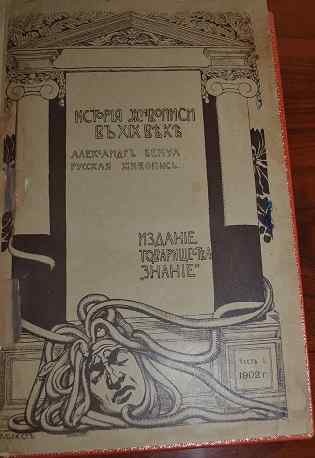 ИСТОРІЯ ЖИВОПИСИ
ВЪ XIX ВѢКѢ
АЛЕКСАНДРЪ БЕНУА
РУССКАЯ ЖИВОПИСЬ
ИЗДАНІЕ
ТОВАРИЩЕСТВА
„ЗНАНІЕ"
ЧАСТЬ I.
1902 г.